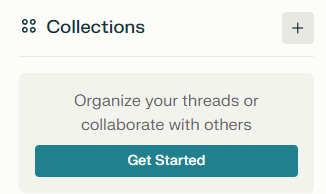 Collections
Organize your threads or
collaborate with others
Get Started